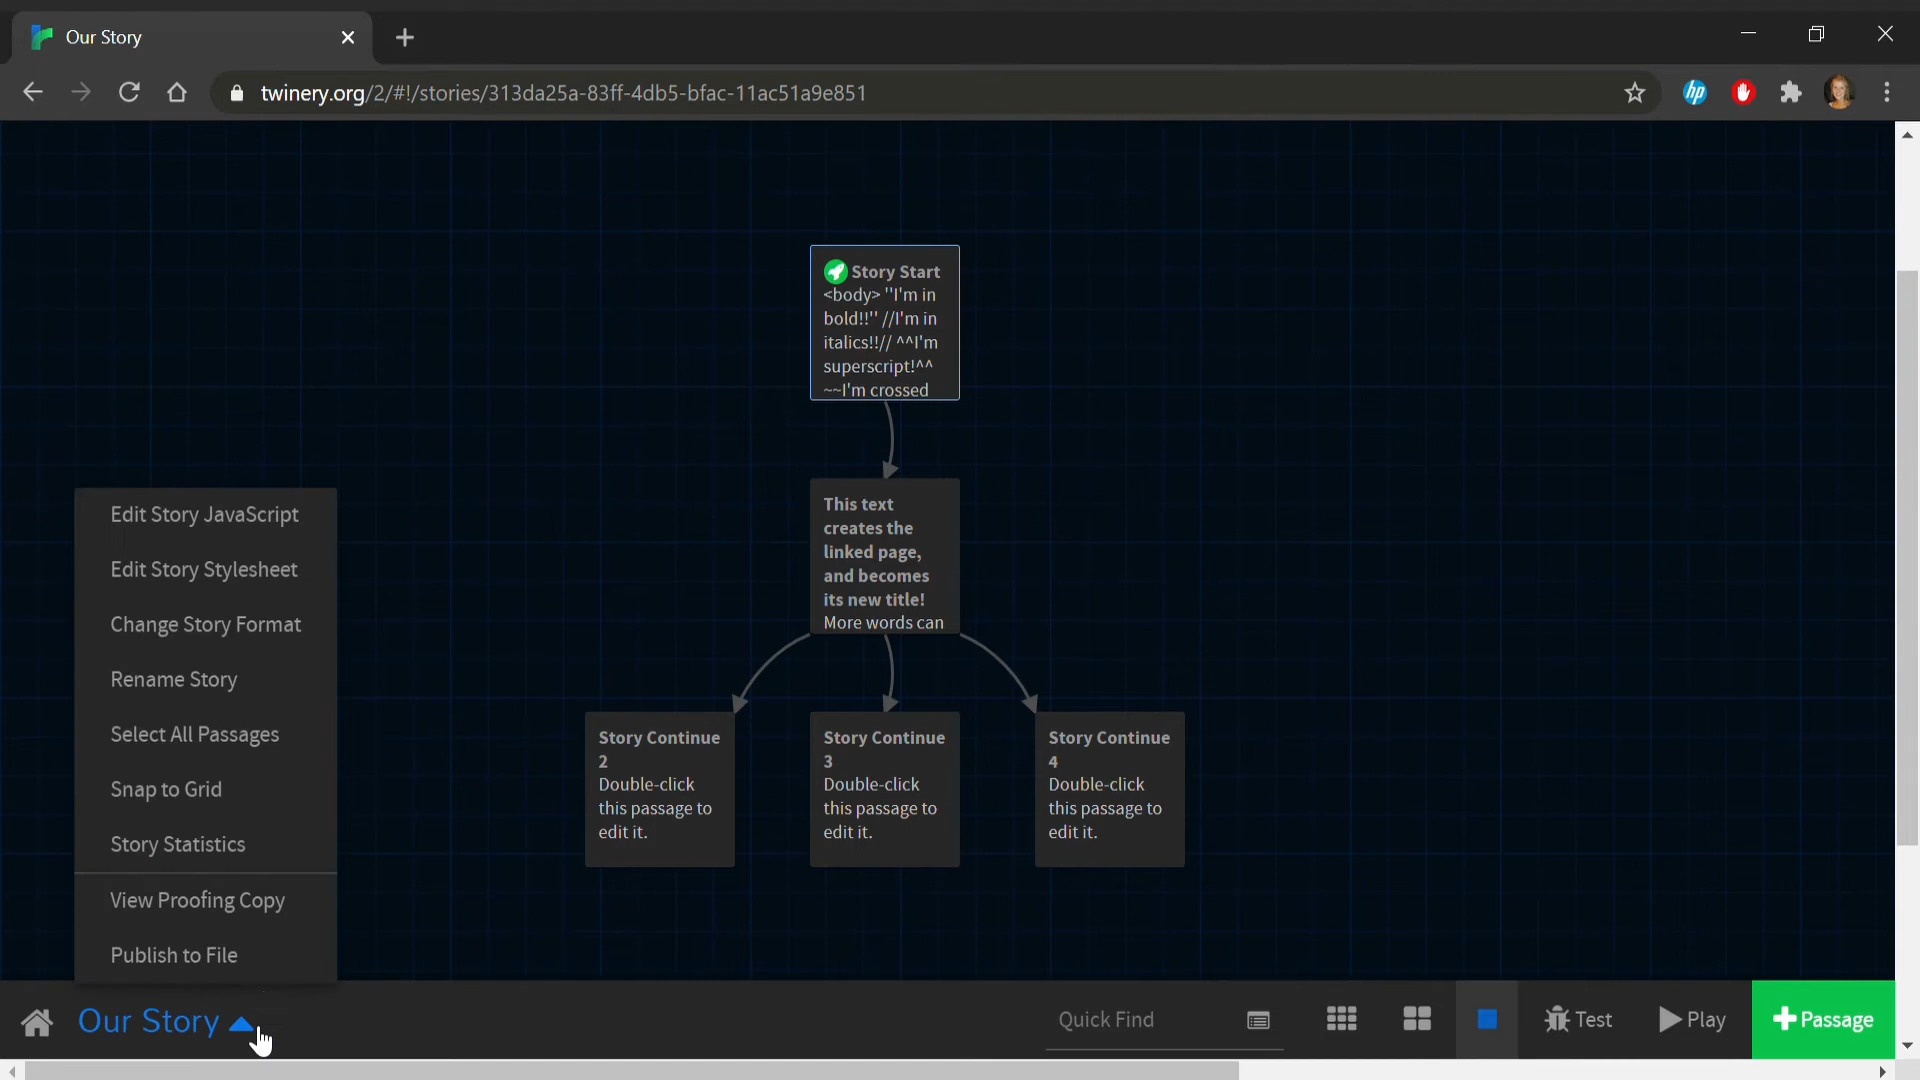 Our Story
twinery.org/2/#!/stories/313da25a-83ff-4db5-bfac-11ac51a9e851
hp
Story Start
<body> ''I'm in
bold!!'' //I'm in
italics!!// ^^I'm
superscript!^^
~~I'm crossed
This text
creates the
linked page,
and becomes
its new title!
More words can
Story Continue
2
Double-click
this passage to
edit it.
Story Continue
3
Double-click
this passage to
edit it.
Story Continue
4
Double-click
this passage to
edit it.
Edit Story JavaScript
Edit Story Stylesheet
Change Story Format
Rename Story
Select All Passages
Snap to Grid
Story Statistics
View Proofing Copy
Publish to File
Our Story
Quick Find
Test
Play
Passage